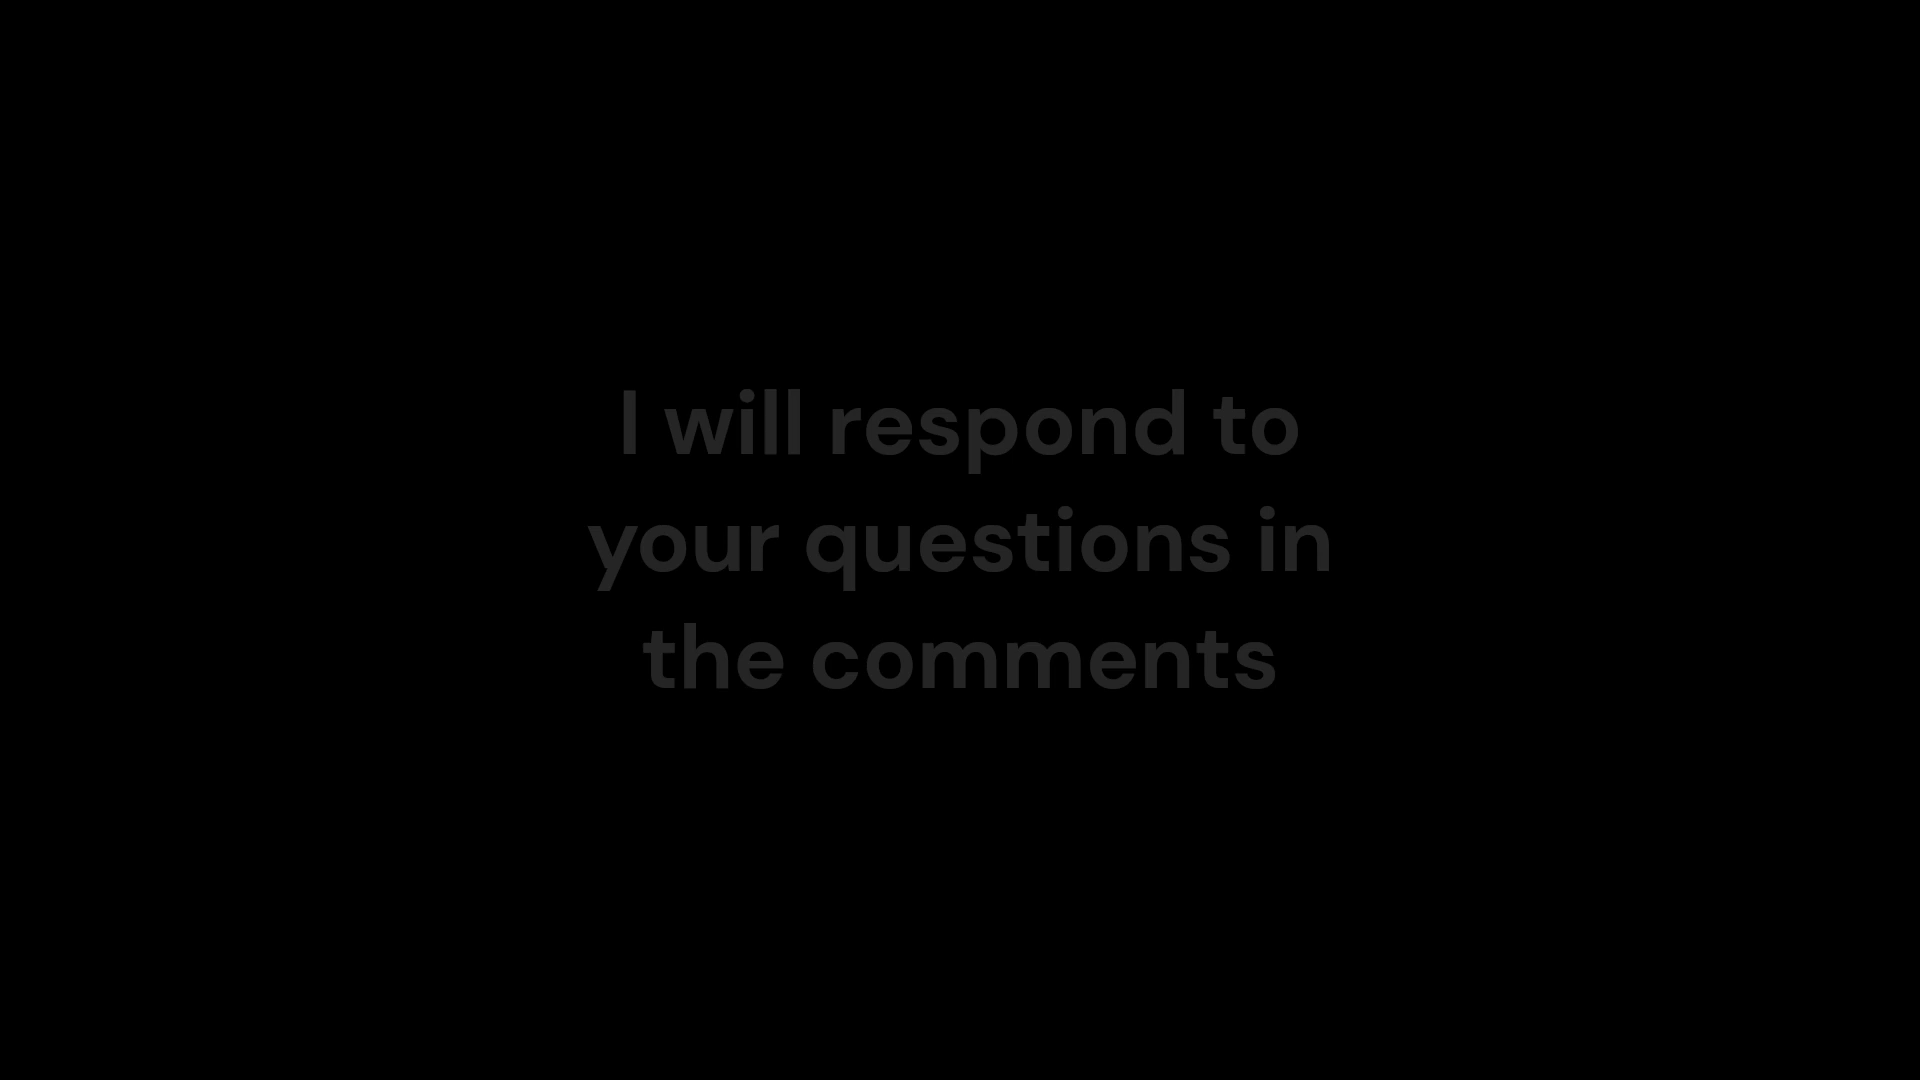 I will respond to
your questions in
the comments